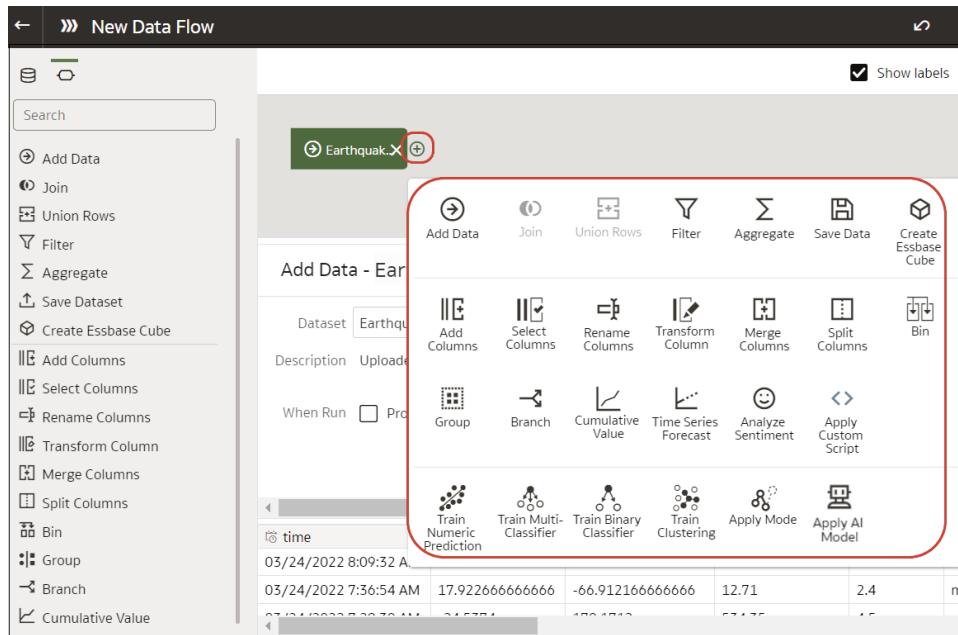 New Data Flow
Show labels
Search
Add Data
Join
Union Rows
Filter
Aggregate
Save Dataset
Create Essbase Cube
Add Columns
Select Columns
Rename Columns
Transform Column
Merge Columns
Split Columns
Bin
Group
Branch
Cumulative Value
Earthquak..
Add Data Join Union Rows Filter Aggregate Save Data Create
Essbase
Cube
Add
Columns
Select
Columns
Rename
Columns
Transform
Column
Merge
Columns
Split
Columns
Bin
Group
Branch
Cumulative
Value
Time Series
Forecast
Analyze
Sentiment
Apply
Custom
Script
Train
Numeric
Prediction
Train Multi-
Classifier
Train Binary
Classifier
Train
Clustering
Apply Mode
Apply AI
Model
Add Data - Ear
Dataset Earthqu
Description Uploade
When Run Pro
time
03/24/2022 8:09:32 A
03/24/2022 7:36:54 AM 17.922666666666 -66.912166666666 12.71 2.4